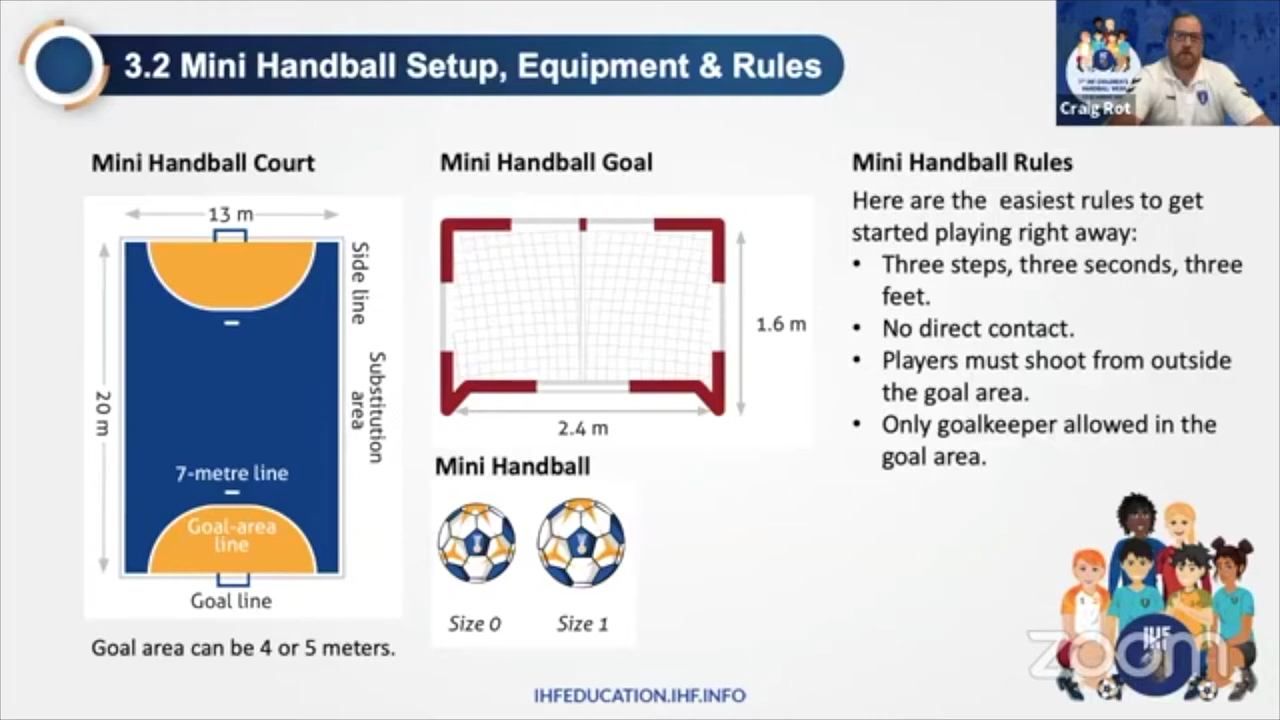 3.2 Mini Handball Setup, Equipment & Rules
Craig Rot
Mini Handball Court
13 m
Side line
Substitution
area
20 m
7-metre line
Goal-area
line
Goal line
Goal area can be 4 or 5 meters.
Mini Handball Goal
1.6 m
2.4 m
Mini Handball
Size 0
Size 1
Mini Handball Rules
Here are the  easiest rules to get
started playing right away:
• Three steps, three seconds, three
feet.
• No direct contact.
• Players must shoot from outside
the goal area.
• Only goalkeeper allowed in the
goal area.
IHF
zoom
IHFEDUCATION.IHF.INFO